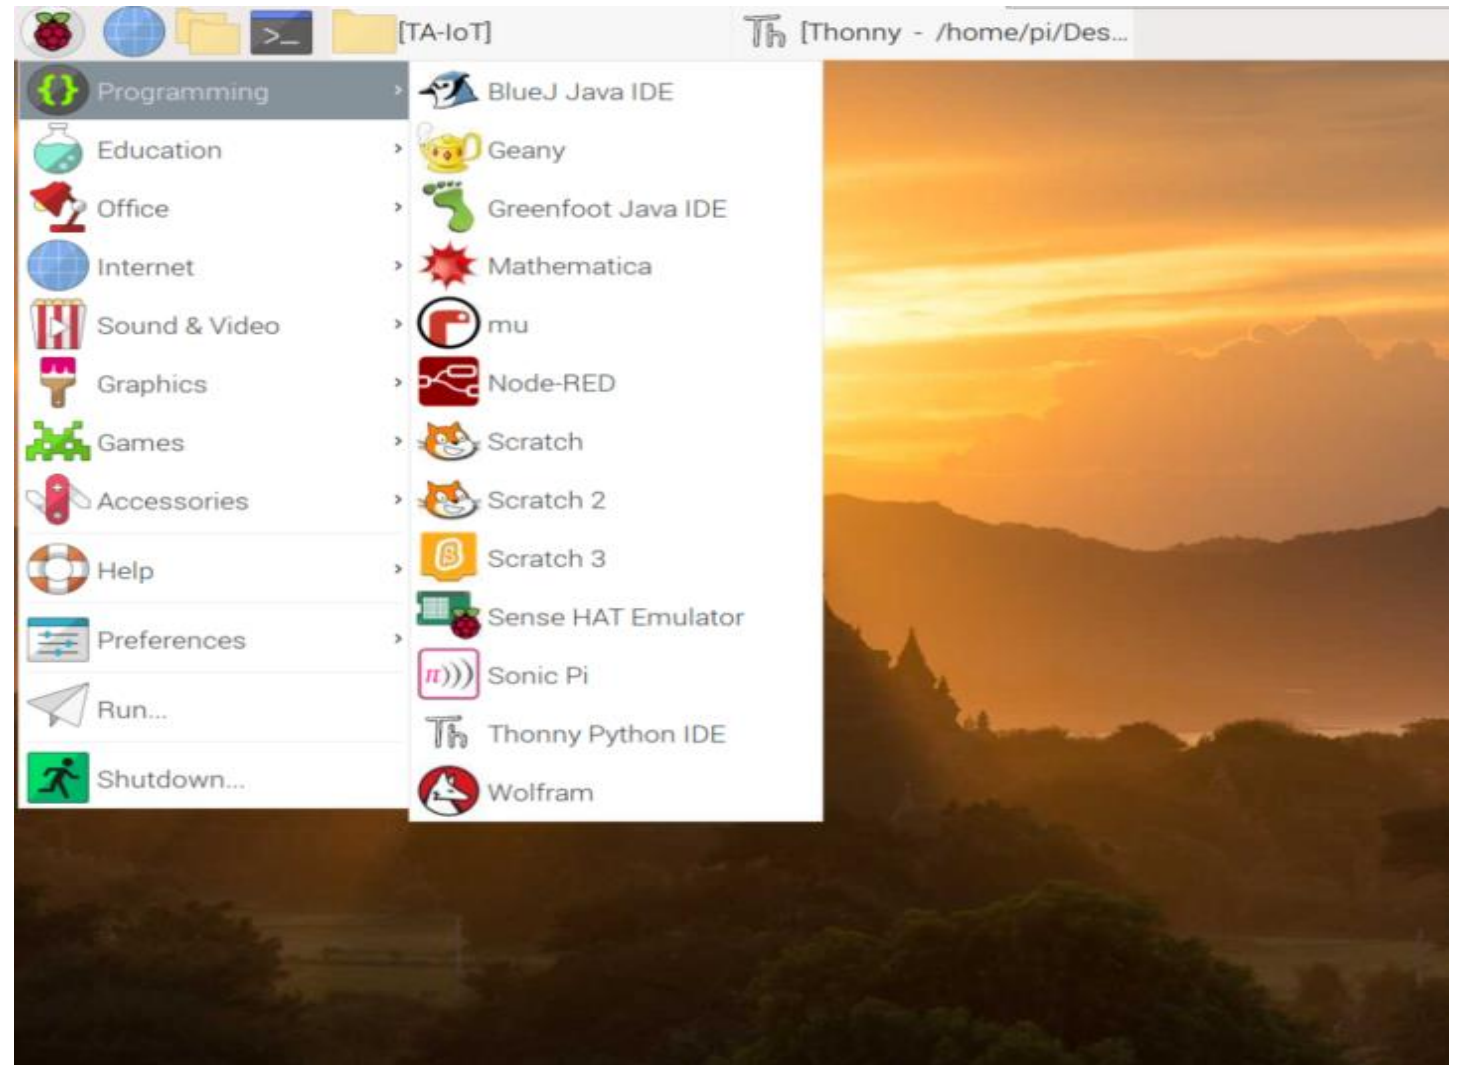 [TA-IoT]
[Thonny - /home/pi/Des...
Programming
Education
Office
Internet
Sound & Video
Graphics
Games
Accessories
Help
Preferences
Run...
Shutdown...
BlueJ Java IDE
Geany
Greenfoot Java IDE
Mathematica
mu
Node-RED
Scratch
Scratch 2
Scratch 3
Sense HAT Emulator
Sonic Pi
Thonny Python IDE
Wolfram